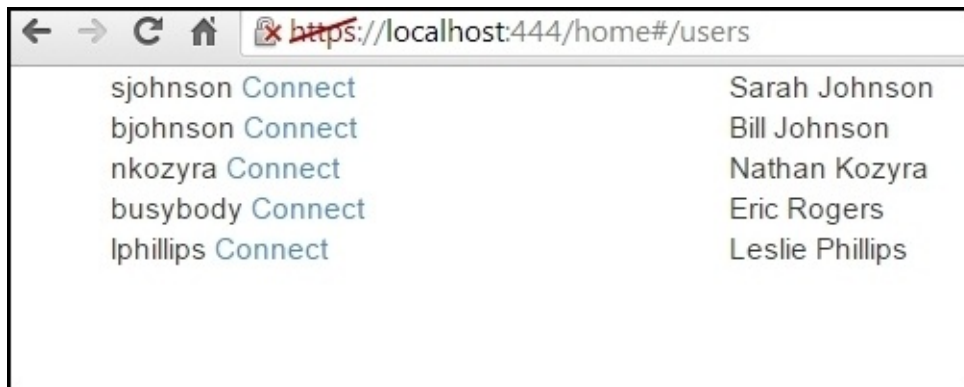 https://localhost:444/home#/users
sjohnson Connect Sarah Johnson
bjohnson Connect Bill Johnson
nkozyra Connect Nathan Kozyra
busybody Connect Eric Rogers
lphillips Connect Leslie Phillips